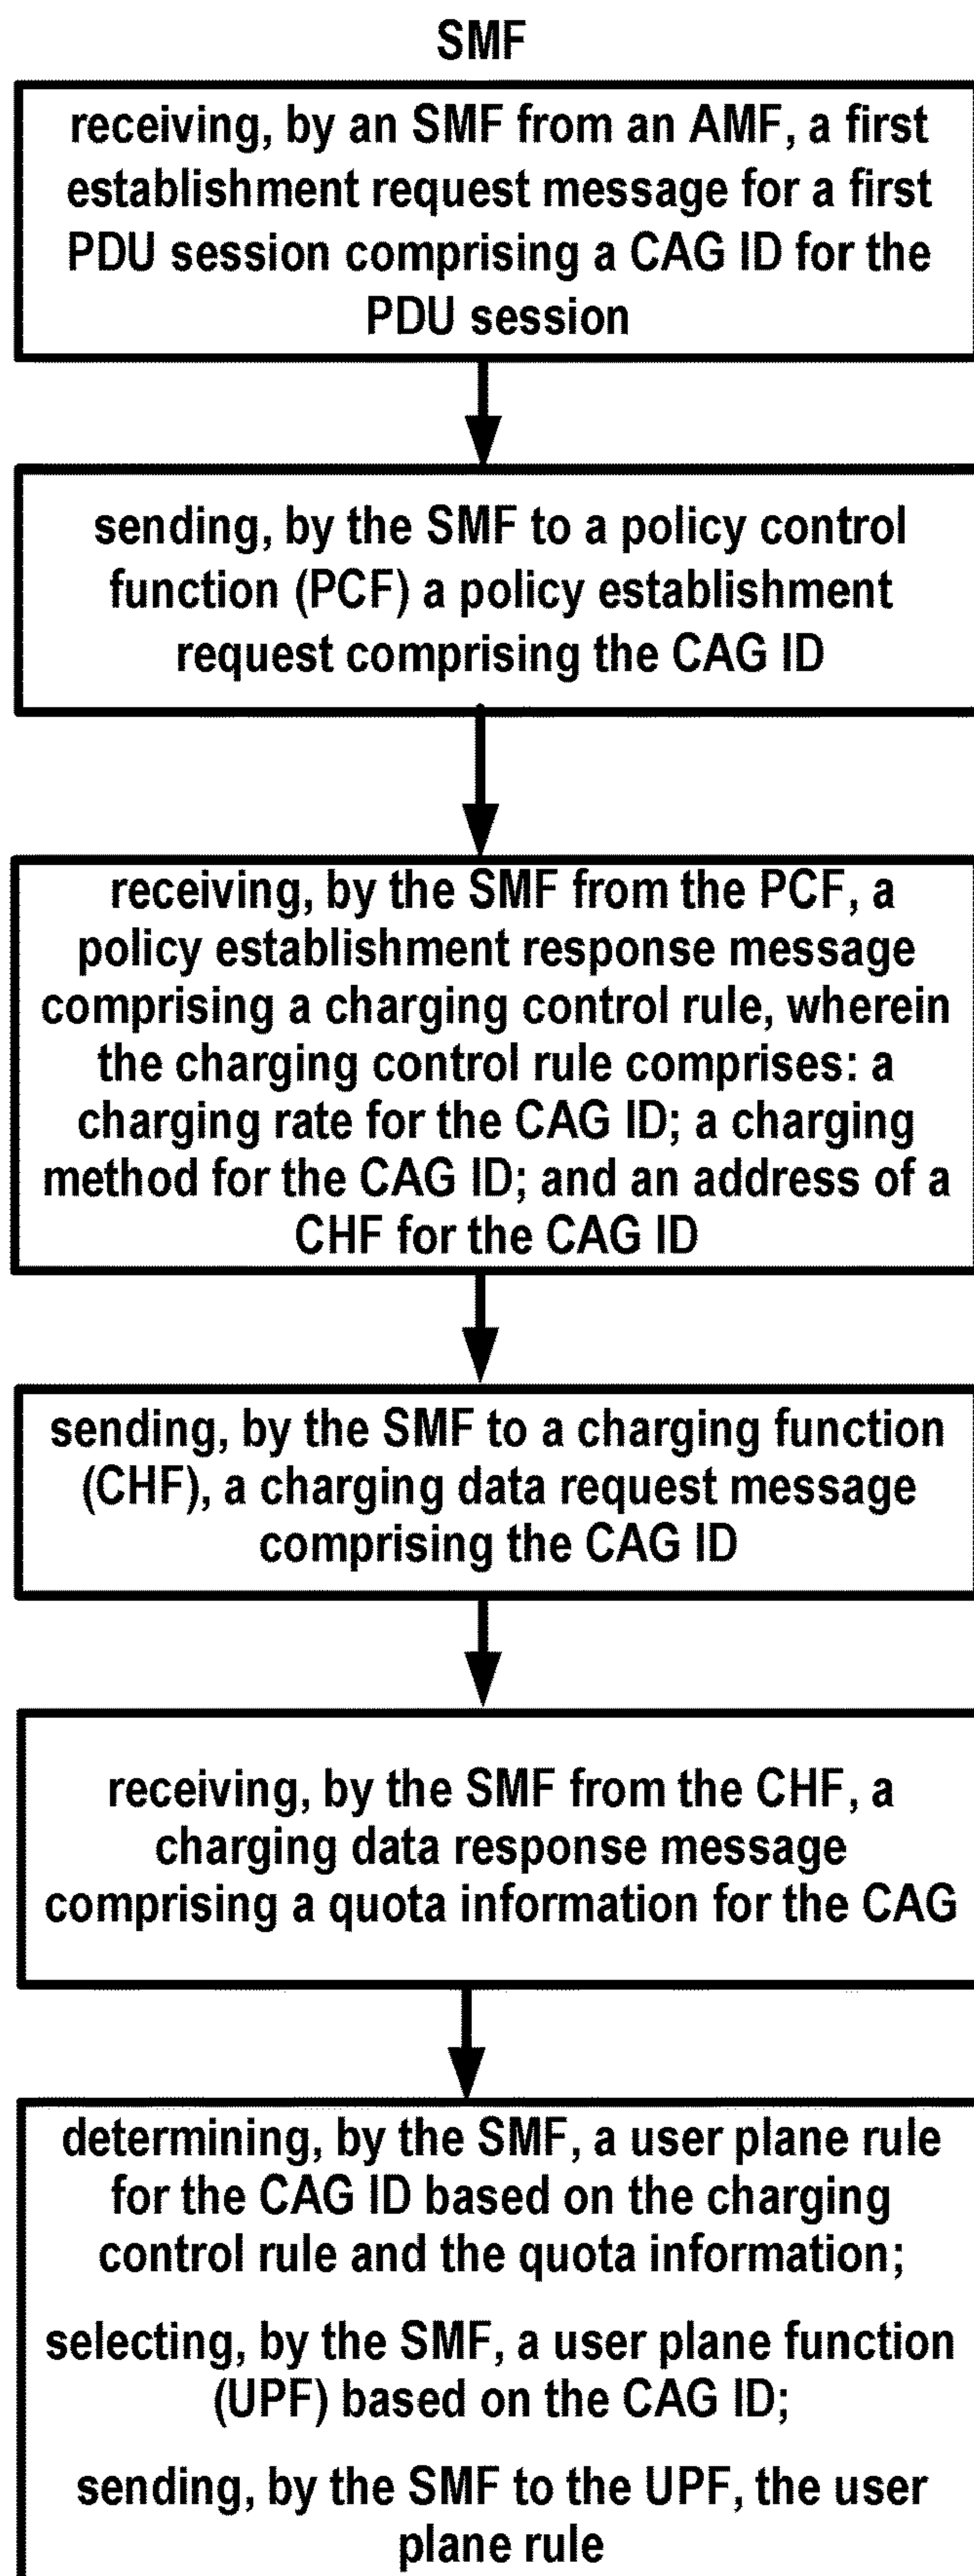 SMF
receiving, by an SMF from an AMF, a first
establishment request message for a first
PDU session comprising a CAG ID for the
PDU session
sending, by the SMF to a policy control
function (PCF) a policy establishment
request comprising the CAG ID
receiving, by the SMF from the PCF, a
policy establishment response message
comprising a charging control rule, wherein
the charging control rule comprises: a
charging rate for the CAG ID; a charging
method for the CAG ID; and an address of a
CHF for the CAG ID
sending, by the SMF to a charging function
(CHF), a charging data request message
comprising the CAG ID
receiving, by the SMF from the CHF, a
charging data response message
comprising a quota information for the CAG
determining, by the SMF, a user plane rule
for the CAG ID based on the charging
control rule and the quota information;
selecting, by the SMF, a user plane function
(UPF) based on the CAG ID;
sending, by the SMF to the UPF, the user
plane rule